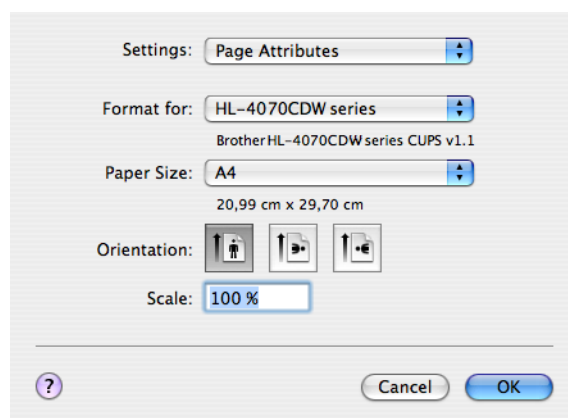 Settings: Page Attributes
Format for: HL-4070CDW series
Brother HL-4070CDW series CUPS v1.1
Paper Size: A4
20,99 cm x 29,70 cm
Orientation:
Scale: 100 %
? Cancel OK